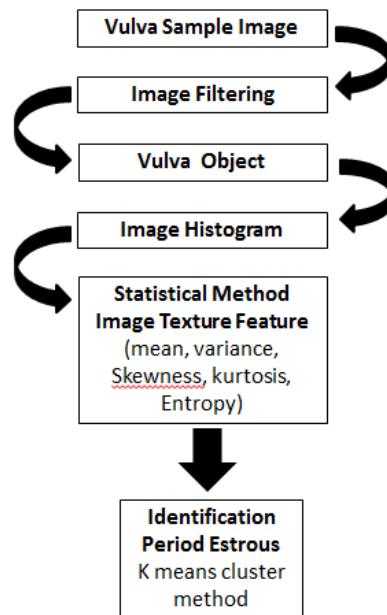 Vulva Sample Image
Image Filtering
Vulva Object
Image Histogram
Statistical Method
Image Texture Feature
(mean, variance,
Skewness, kurtosis,
Entropy)
Identification
Period Estrous
K means cluster
method